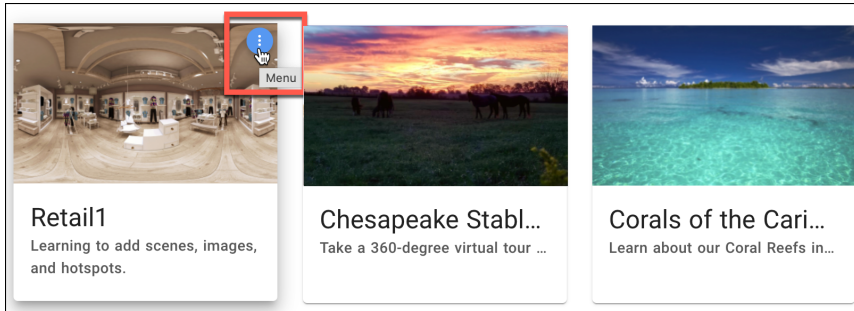 Menu
Retail1
Learning to add scenes, images,
and hotspots.
Chesapeake Stabl...
Take a 360-degree virtual tour ...
Corals of the Cari...
Learn about our Coral Reefs in...